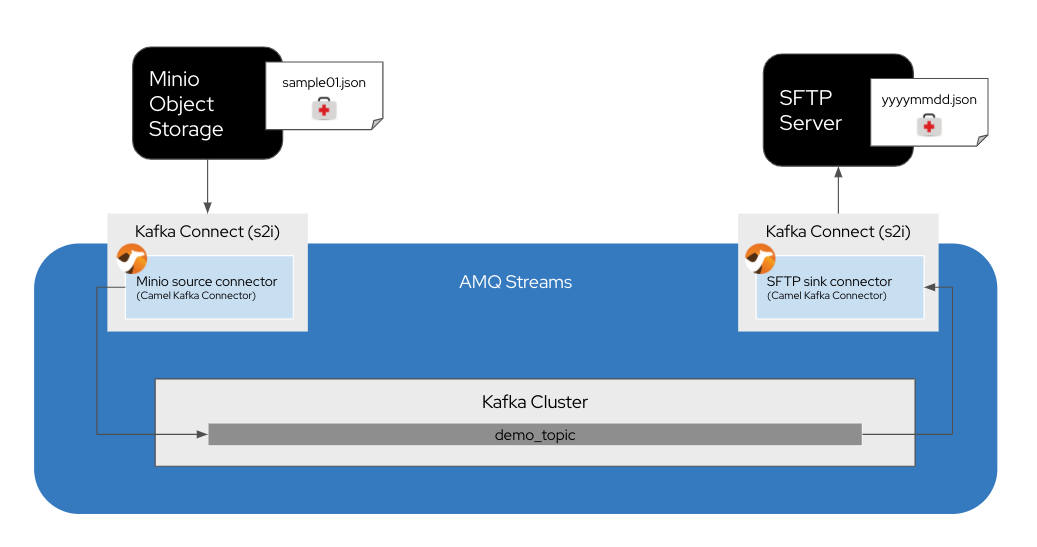 Minio
Object
Storage
sample01.json
SFTP
Server
yyyymmdd.json
Kafka Connect (s2i)
Minio source connector
(Camel Kafka Connector)
AMQ Streams
Kafka Connect (s2i)
SFTP sink connector
(Camel Kafka Connector)
Kafka Cluster
demo_topic